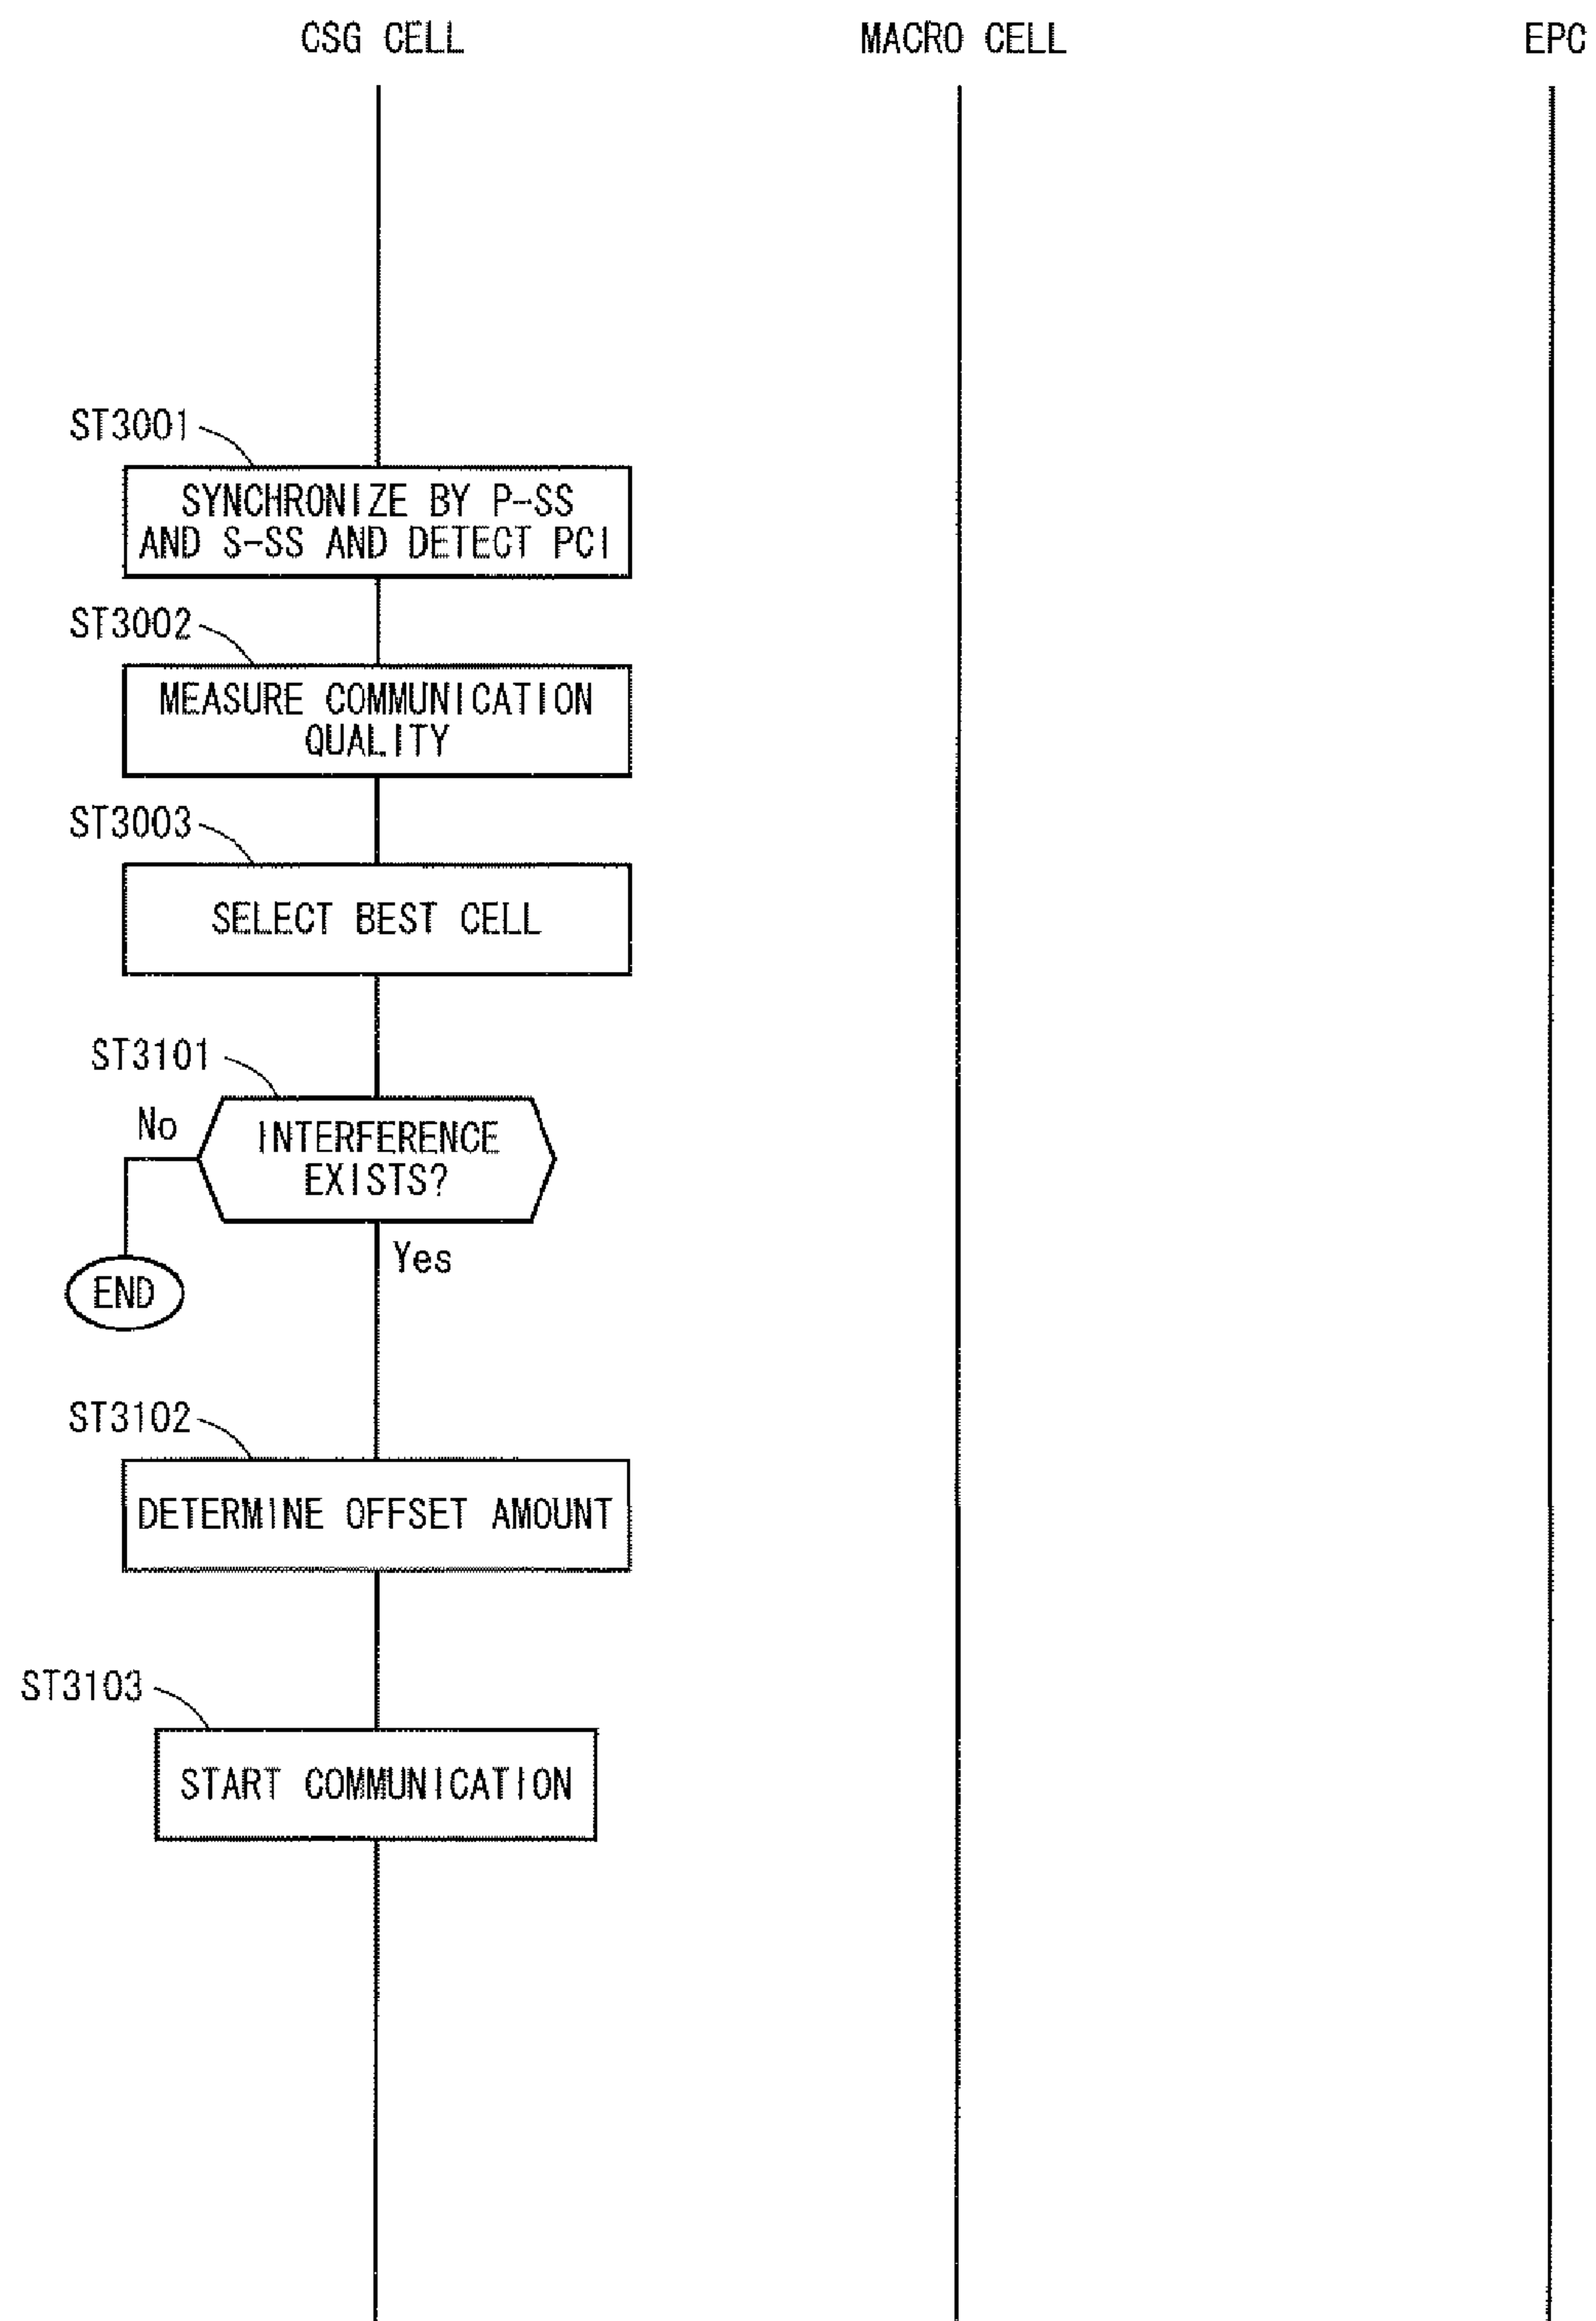 CSG CELL
MACRO CELL
EPC
ST3001
SYNCHRONIZE BY P-SS
AND S-SS AND DETECT PCI
ST3002
MEASURE COMMUNICATION
QUALITY
ST3003
SELECT BEST CELL
ST3101
No
INTERFERENCE
EXISTS?
Yes
END
ST3102
DETERMINE OFFSET AMOUNT
ST3103
START COMMUNICATION